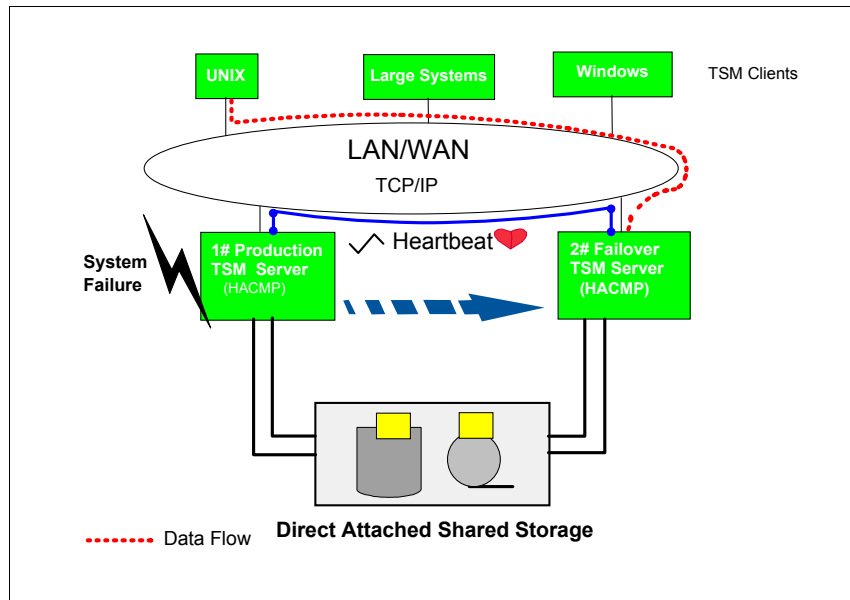 UNIX
Large Systems
Windows
TSM Clients
LAN/WAN
TCP/IP
System
Failure
1# Production
TSM Server
(HACMP)
Heartbeat
2# Failover
TSM Server
(HACMP)
Direct Attached Shared Storage
Data Flow